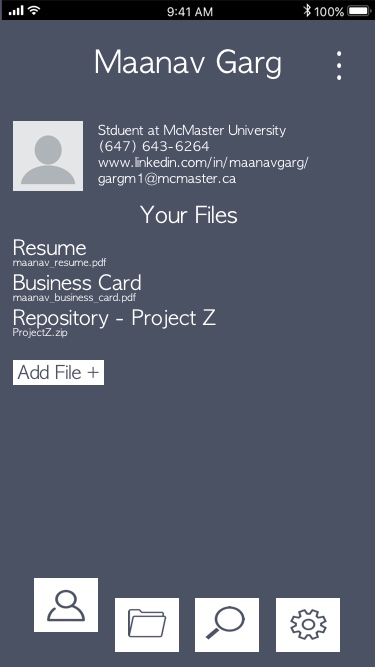 9:41 AM
100%
Maanav Garg
Stduent at McMaster University
(647) 643-6264
www.linkedin.com/in/maanavgarg/
gargm1@mcmaster.ca
Your Files
Resume
maanav_resume.pdf
Business Card
maanav_business_card.pdf
Repository - Project Z
ProjectZ.zip
Add File +